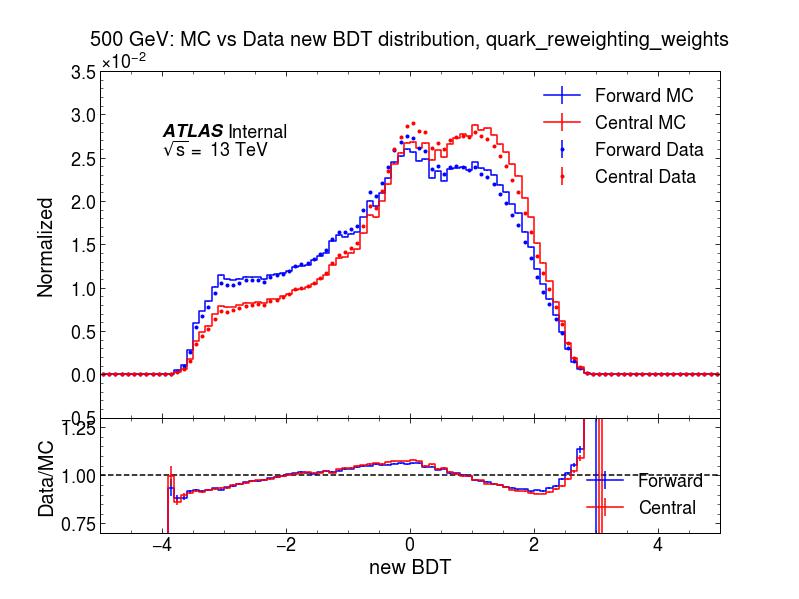 500 GeV: MC vs Data new BDT distribution, quark_reweighting_weights
×10⁻²
3.5
3.0
2.5
2.0
1.5
1.0
0.5
0.0
−0.5
Normalized
ATLAS Internal
√s = 13 TeV
Forward MC
Central MC
Forward Data
Central Data
1.25
1.00
0.75
Data/MC
Forward
Central
−4 −2 0 2 4
new BDT